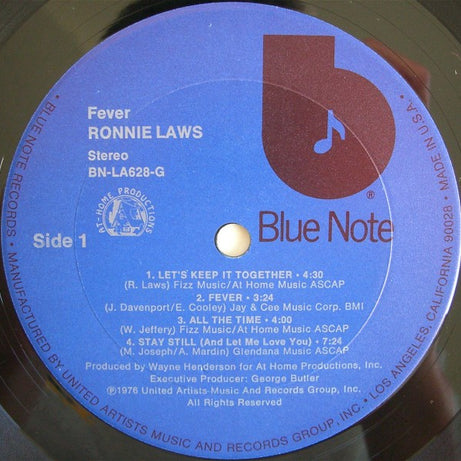 Fever
RONNIE LAWS
Stereo
BN-LA628-G
AT-HOME PRODUCTIONS
Side 1
®
Blue Note
1. LET'S KEEP IT TOGETHER • 4:30
(R. Laws) Fizz Music/At Home Music ASCAP
2. FEVER • 3:24
(J. Davenport/E. Cooley) Jay & Cee Music Corp. BMI
3. ALL THE TIME • 4:00
(W. Jeffery) Fizz Music/At Home Music ASCAP
4. STAY STILL (And Let Me Love You) • 7:24
(M. Joseph/A. Mardin) Glendana Music ASCAP
Produced by Wayne Henderson for At Home Productions, Inc.
Executive Producer: George Butler
℗1976 United Artists Music and Records Group, Inc.
All Rights Reserved
• BLUE NOTE RECORDS • MANUFACTURED BY UNITED ARTISTS MUSIC AND RECORDS GROUP, INC. • LOS ANGELES, CALIFORNIA 90028 • MADE IN U.S.A. •